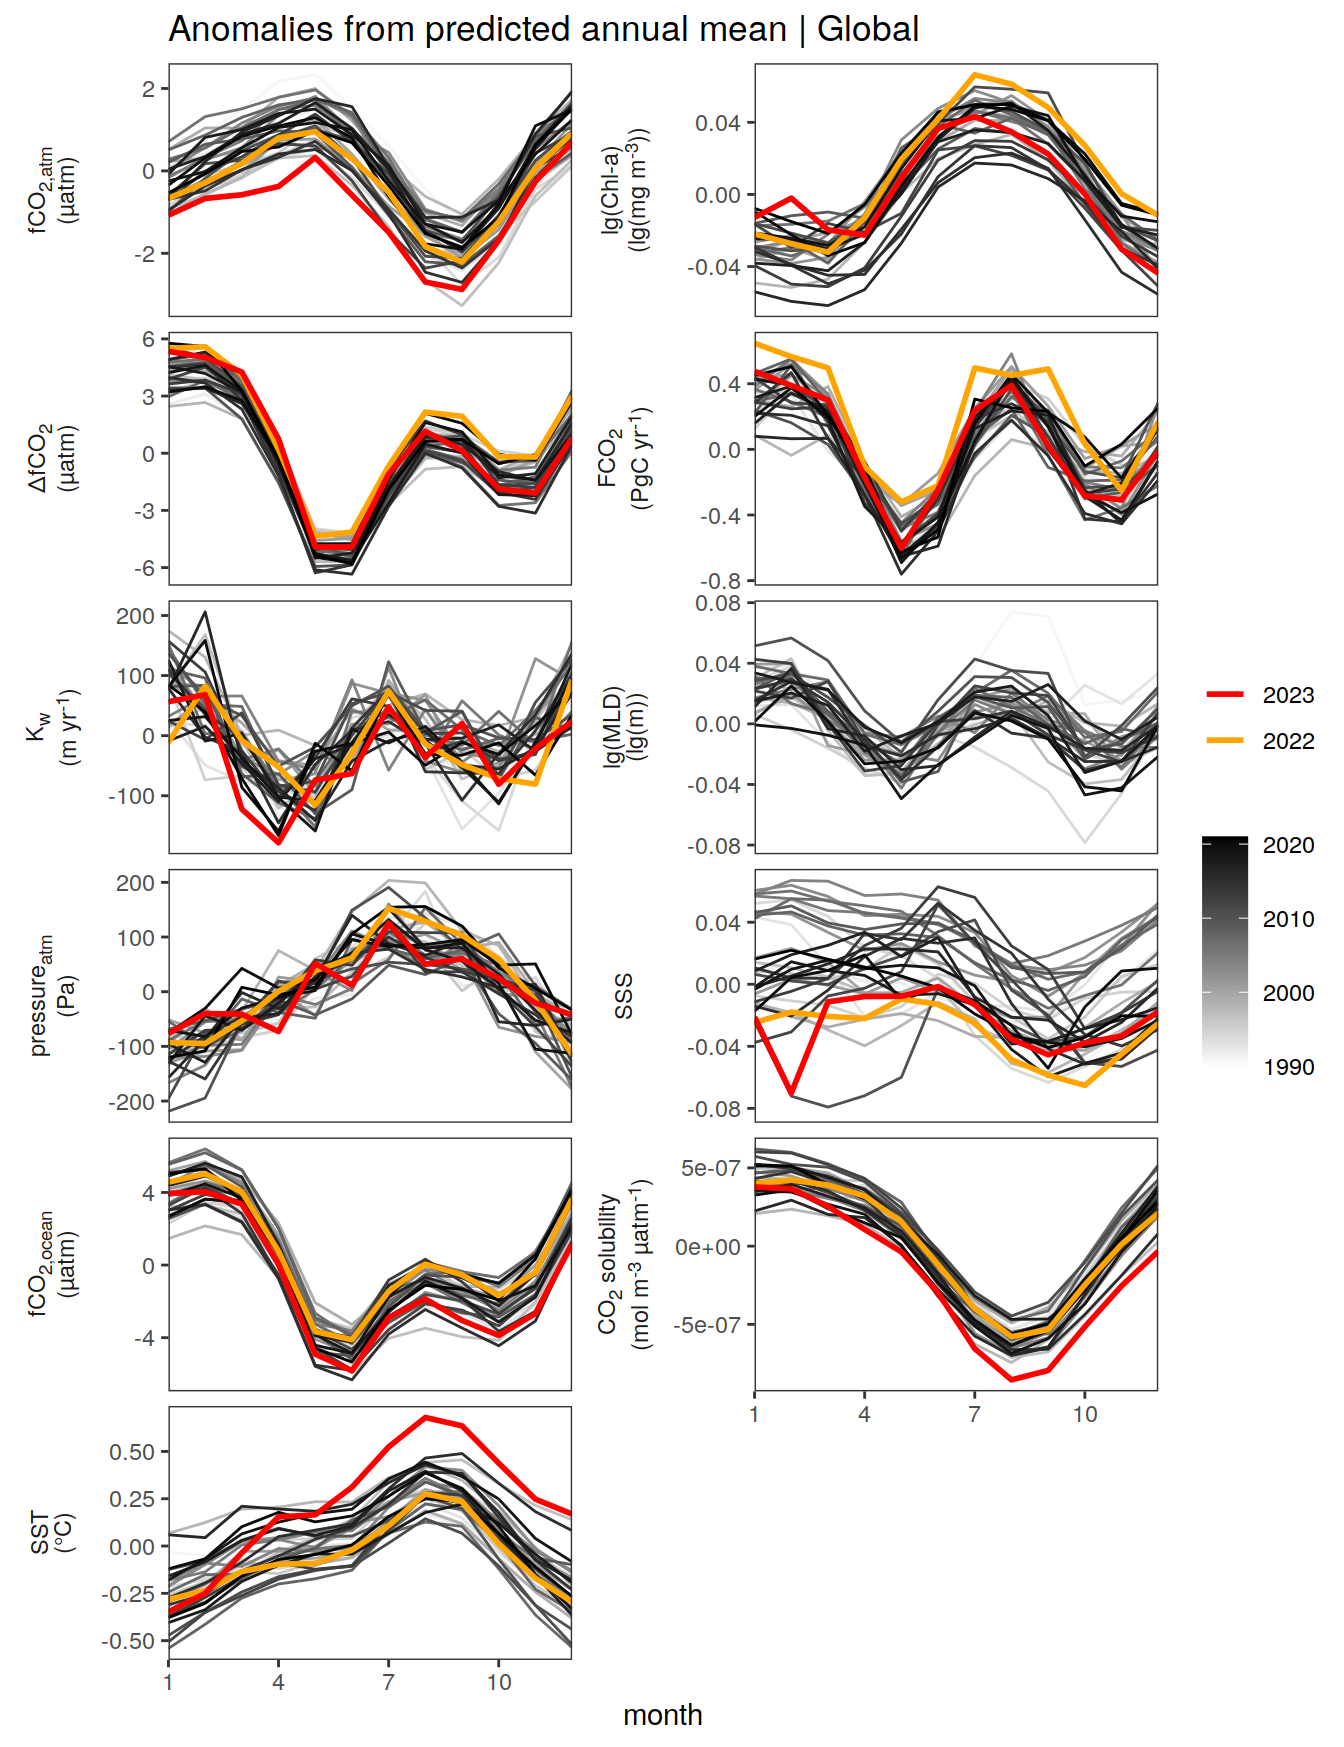 Anomalies from predicted annual mean | Global
fCO2,atm
(µatm)
2
0
-2
lg(Chl-a)
(lg(mg m-3))
0.04
0.00
-0.04
ΔfCO2
(µatm)
6
3
0
-3
-6
FCO2
(PgC yr-1)
0.4
0.0
-0.4
-0.8
Kw
(m yr-1)
200
100
0
-100
lg(MLD)
(lg(m))
0.08
0.04
0.00
-0.04
-0.08
2023
2022
pressureatm
(Pa)
200
100
0
-100
-200
SSS
0.04
0.00
-0.04
-0.08
2020
2010
2000
1990
fCO2,ocean
(µatm)
4
0
-4
CO2 solubility
(mol m-3 µatm-1)
5e-07
0e+00
-5e-07
1 4 7 10
SST
(°C)
0.50
0.25
0.00
-0.25
-0.50
1 4 7 10
month